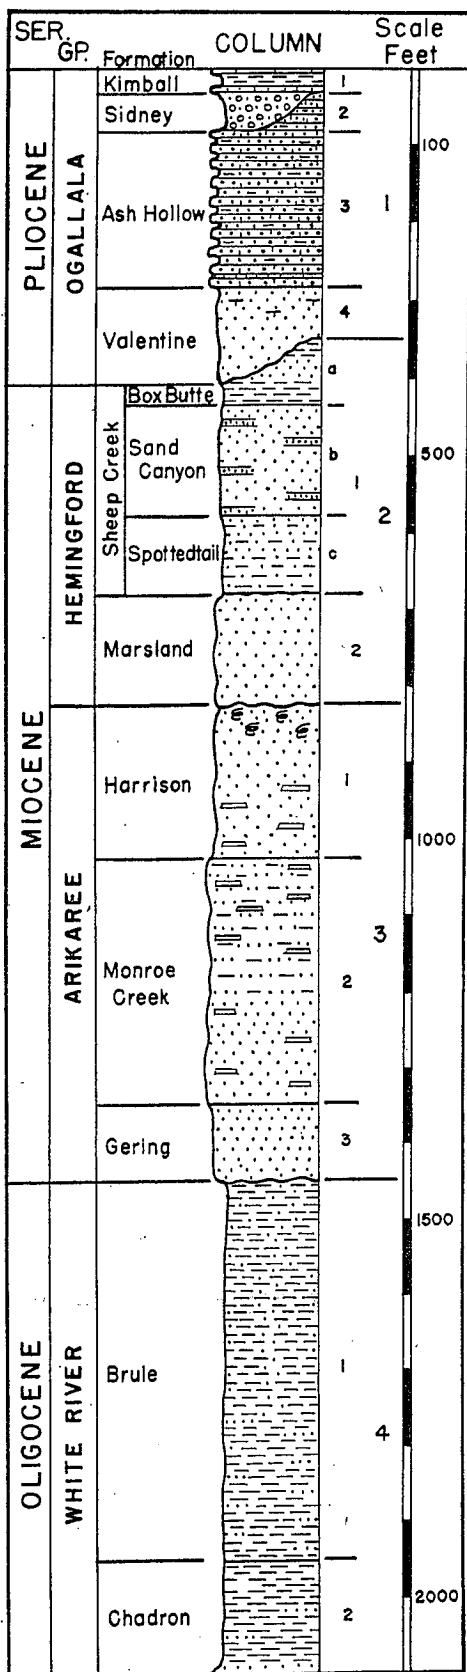 SER. GP. Formation COLUMN Scale Feet
PLIOCENE
OGALLALA
Kimball 1
Sidney 2
100
Ash Hollow 3 1
Valentine 4
a
MIOCENE
HEMINGFORD
Sheep Creek
Box Butte
Sand Canyon b 500
1
2
Spottedtail c
Marsland 2
ARIKAREE
Harrison 1
1000
3
Monroe Creek 2
Gering 3
OLIGOCENE
WHITE RIVER
1500
Brule 1
4
Chadron 2
2000